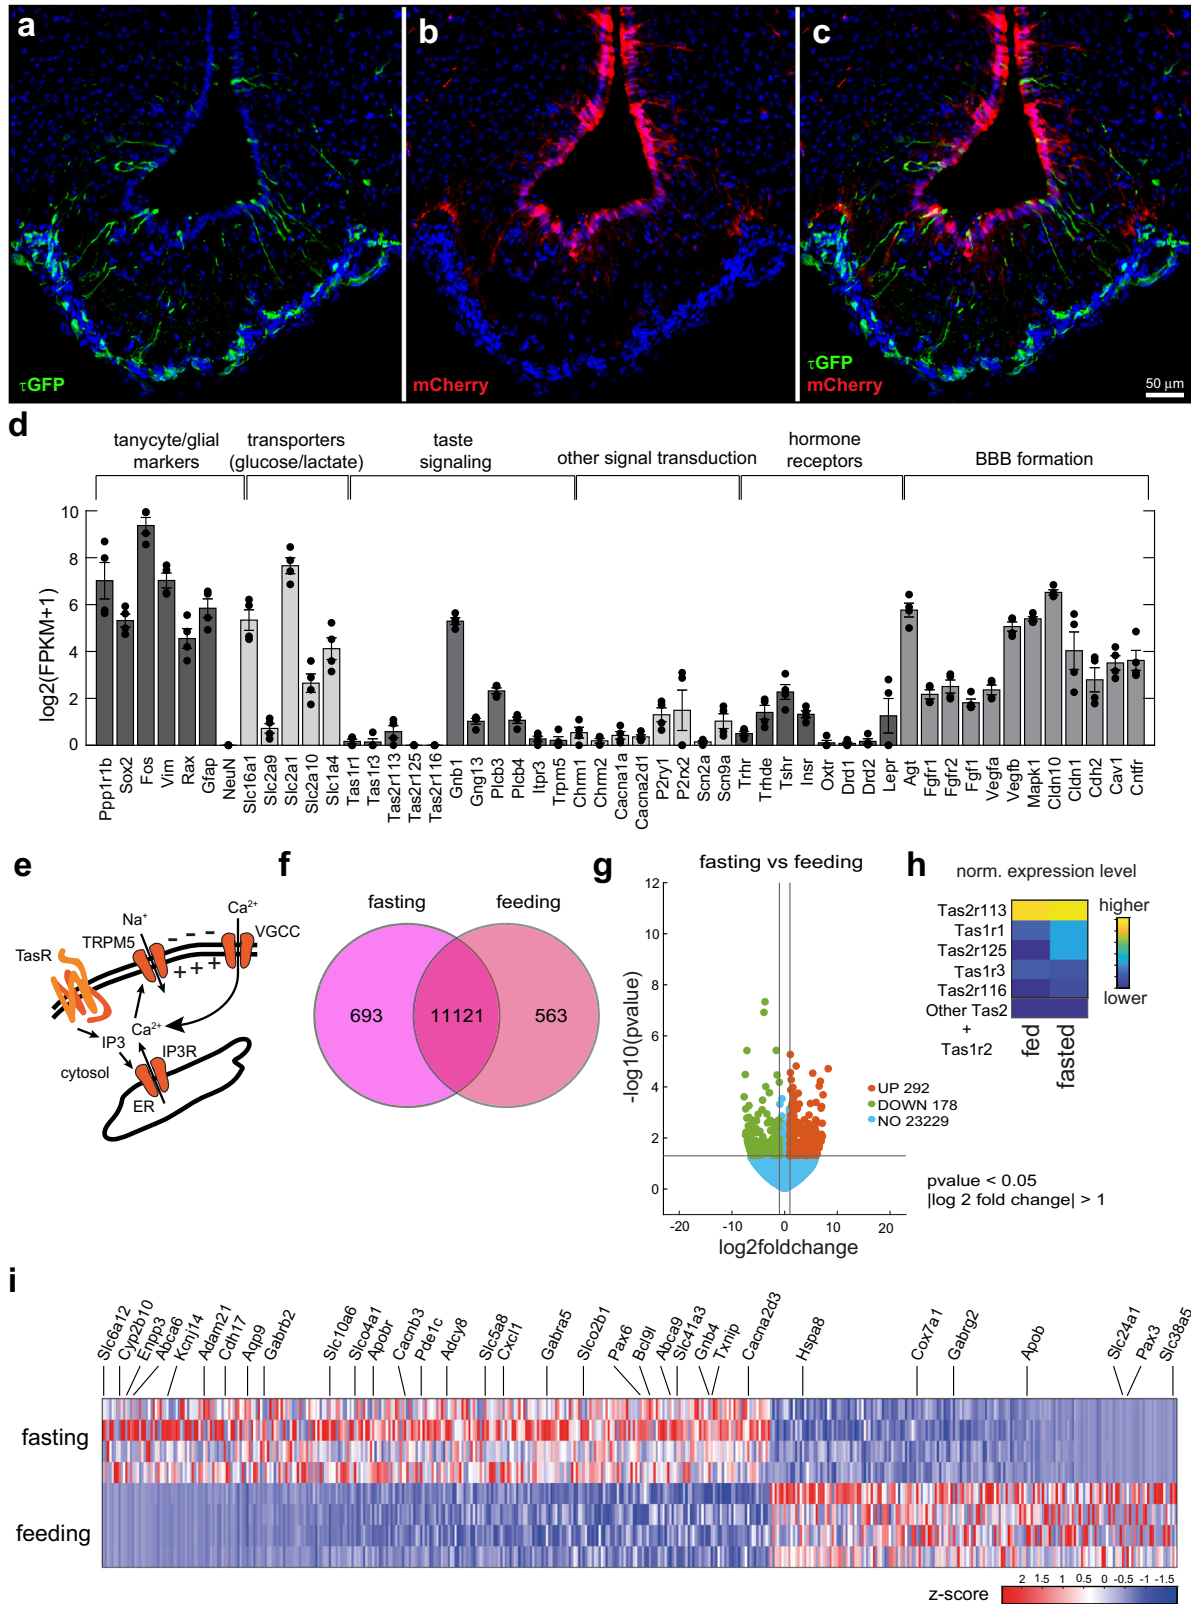 a
b
c
τGFP
mCherry
τGFP
mCherry
50 μm
d
tanycyte/glial
markers
transporters
(glucose/lactate)
taste
signaling
other signal transduction
hormone
receptors
BBB formation
log2(FPKM+1)
10
8
6
4
2
0
Ppp1r1b
Sox2
Fos
Vim
Rax
Gfap
NeuN
Slc16a1
Slc2a9
Slc2a1
Slc2a10
Slc1a4
Tas1r1
Tas1r3
Tas2r113
Tas2r125
Tas2r116
Gnb1
Gng13
Plcb3
Plcb4
Itpr3
Trpm5
Chrm1
Chrm2
Cacna1a
Cacna2d1
P2ry1
P2rx2
Scn2a
Scn9a
Trhr
Trhde
Tshr
Insr
Oxtr
Drd1
Drd2
Lepr
Agt
Fgfr1
Fgfr2
Fgf1
Vegfa
Vegfb
Mapk1
Cldn10
Cldn1
Cdh2
Cav1
Cntfr
e
TasR
Na⁺
TRPM5
− − −
+ + +
Ca²⁺
VGCC
IP3
Ca²⁺
IP3R
cytosol
ER
f
fasting
feeding
693
11121
563
g
fasting vs feeding
-log10(pvalue)
12
10
8
6
4
2
0
-20
-10
0
10
20
log2foldchange
UP 292
DOWN 178
NO 23229
pvalue < 0.05
|log 2 fold change| > 1
h
norm. expression level
Tas2r113
Tas1r1
Tas2r125
Tas1r3
Tas2r116
Other Tas2
+
Tas1r2
fed
fasted
higher
lower
i
Slc6a12
Cyp2b10
Enpp3
Abca6
Kcnj14
Adam21
Cdh17
Aqp9
Gabrb2
Slc10a6
Slco4a1
Apobr
Cacnb3
Pde1c
Adcy8
Slc5a8
Cxcl1
Gabra5
Slco2b1
Pax6
Bcl9l
Abca9
Slc41a3
Gnb4
Txnip
Cacna2d3
Hspa8
Cox7a1
Gabrg2
Apob
Slc24a1
Pax3
Slc38a5
fasting
feeding
z-score
2 1.5 1 0.5 0 -0.5 -1 -1.5